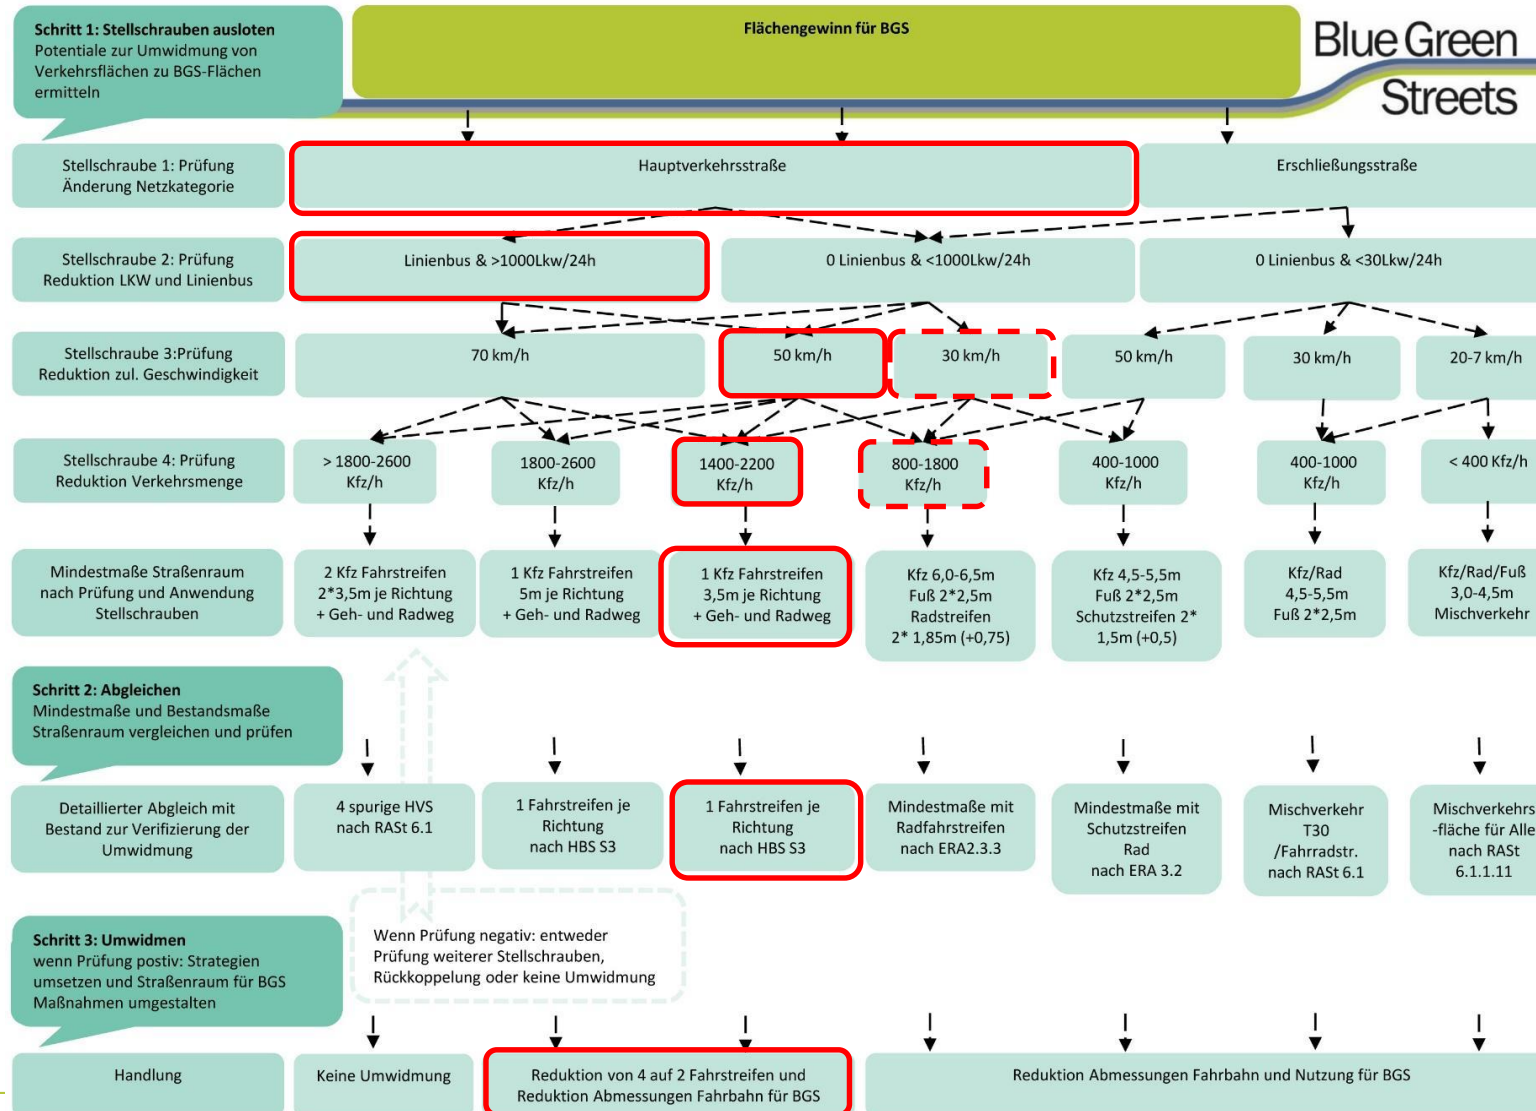 Schritt 1: Stellschrauben ausloten
Potentiale zur Umwidmung von
Verkehrsflächen zu BGS-Flächen
ermitteln
Flächengewinn für BGS
Blue Green
Streets
Stellschraube 1: Prüfung
Änderung Netzkategorie
Hauptverkehrsstraße
Erschließungsstraße
Stellschraube 2: Prüfung
Reduktion LKW und Linienbus
Linienbus & >1000Lkw/24h
0 Linienbus & <1000Lkw/24h
0 Linienbus & <30Lkw/24h
Stellschraube 3:Prüfung
Reduktion zul. Geschwindigkeit
70 km/h
50 km/h
30 km/h
50 km/h
30 km/h
20-7 km/h
Stellschraube 4: Prüfung
Reduktion Verkehrsmenge
> 1800-2600
Kfz/h
1800-2600
Kfz/h
1400-2200
Kfz/h
800-1800
Kfz/h
400-1000
Kfz/h
400-1000
Kfz/h
< 400 Kfz/h
Mindestmaße Straßenraum
nach Prüfung und Anwendung
Stellschrauben
2 Kfz Fahrstreifen
2*3,5m je Richtung
+ Geh- und Radweg
1 Kfz Fahrstreifen
5m je Richtung
+ Geh- und Radweg
1 Kfz Fahrstreifen
3,5m je Richtung
+ Geh- und Radweg
Kfz 6,0-6,5m
Fuß 2*2,5m
Radstreifen
2* 1,85m (+0,75)
Kfz 4,5-5,5m
Fuß 2*2,5m
Schutzstreifen 2*
1,5m (+0,5)
Kfz/Rad
4,5-5,5m
Fuß 2*2,5m
Kfz/Rad/Fuß
3,0-4,5m
Mischverkehr
Schritt 2: Abgleichen
Mindestmaße und Bestandsmaße
Straßenraum vergleichen und prüfen
Detaillierter Abgleich mit
Bestand zur Verifizierung der
Umwidmung
4 spurige HVS
nach RASt 6.1
1 Fahrstreifen je
Richtung
nach HBS S3
1 Fahrstreifen je
Richtung
nach HBS S3
Mindestmaße mit
Radfahrstreifen
nach ERA2.3.3
Mindestmaße mit
Schutzstreifen
Rad
nach ERA 3.2
Mischverkehr
T30
/Fahrradstr.
nach RASt 6.1
Mischverkehrs
-fläche für Alle
nach RASt
6.1.1.11
Schritt 3: Umwidmen
wenn Prüfung postiv: Strategien
umsetzen und Straßenraum für BGS
Maßnahmen umgestalten
Wenn Prüfung negativ: entweder
Prüfung weiterer Stellschrauben,
Rückkoppelung oder keine Umwidmung
Handlung
Keine Umwidmung
Reduktion von 4 auf 2 Fahrstreifen und
Reduktion Abmessungen Fahrbahn für BGS
Reduktion Abmessungen Fahrbahn und Nutzung für BGS